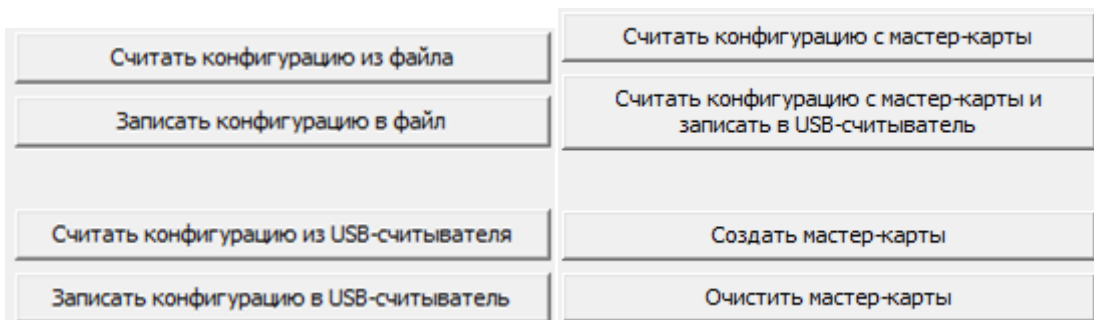 Считать конфигурацию из файла
Записать конфигурацию в файл
Считать конфигурацию из USB-считывателя
Записать конфигурацию в USB-считыватель
Считать конфигурацию с мастер-карты
Считать конфигурацию с мастер-карты и
записать в USB-считыватель
Создать мастер-карты
Очистить мастер-карты